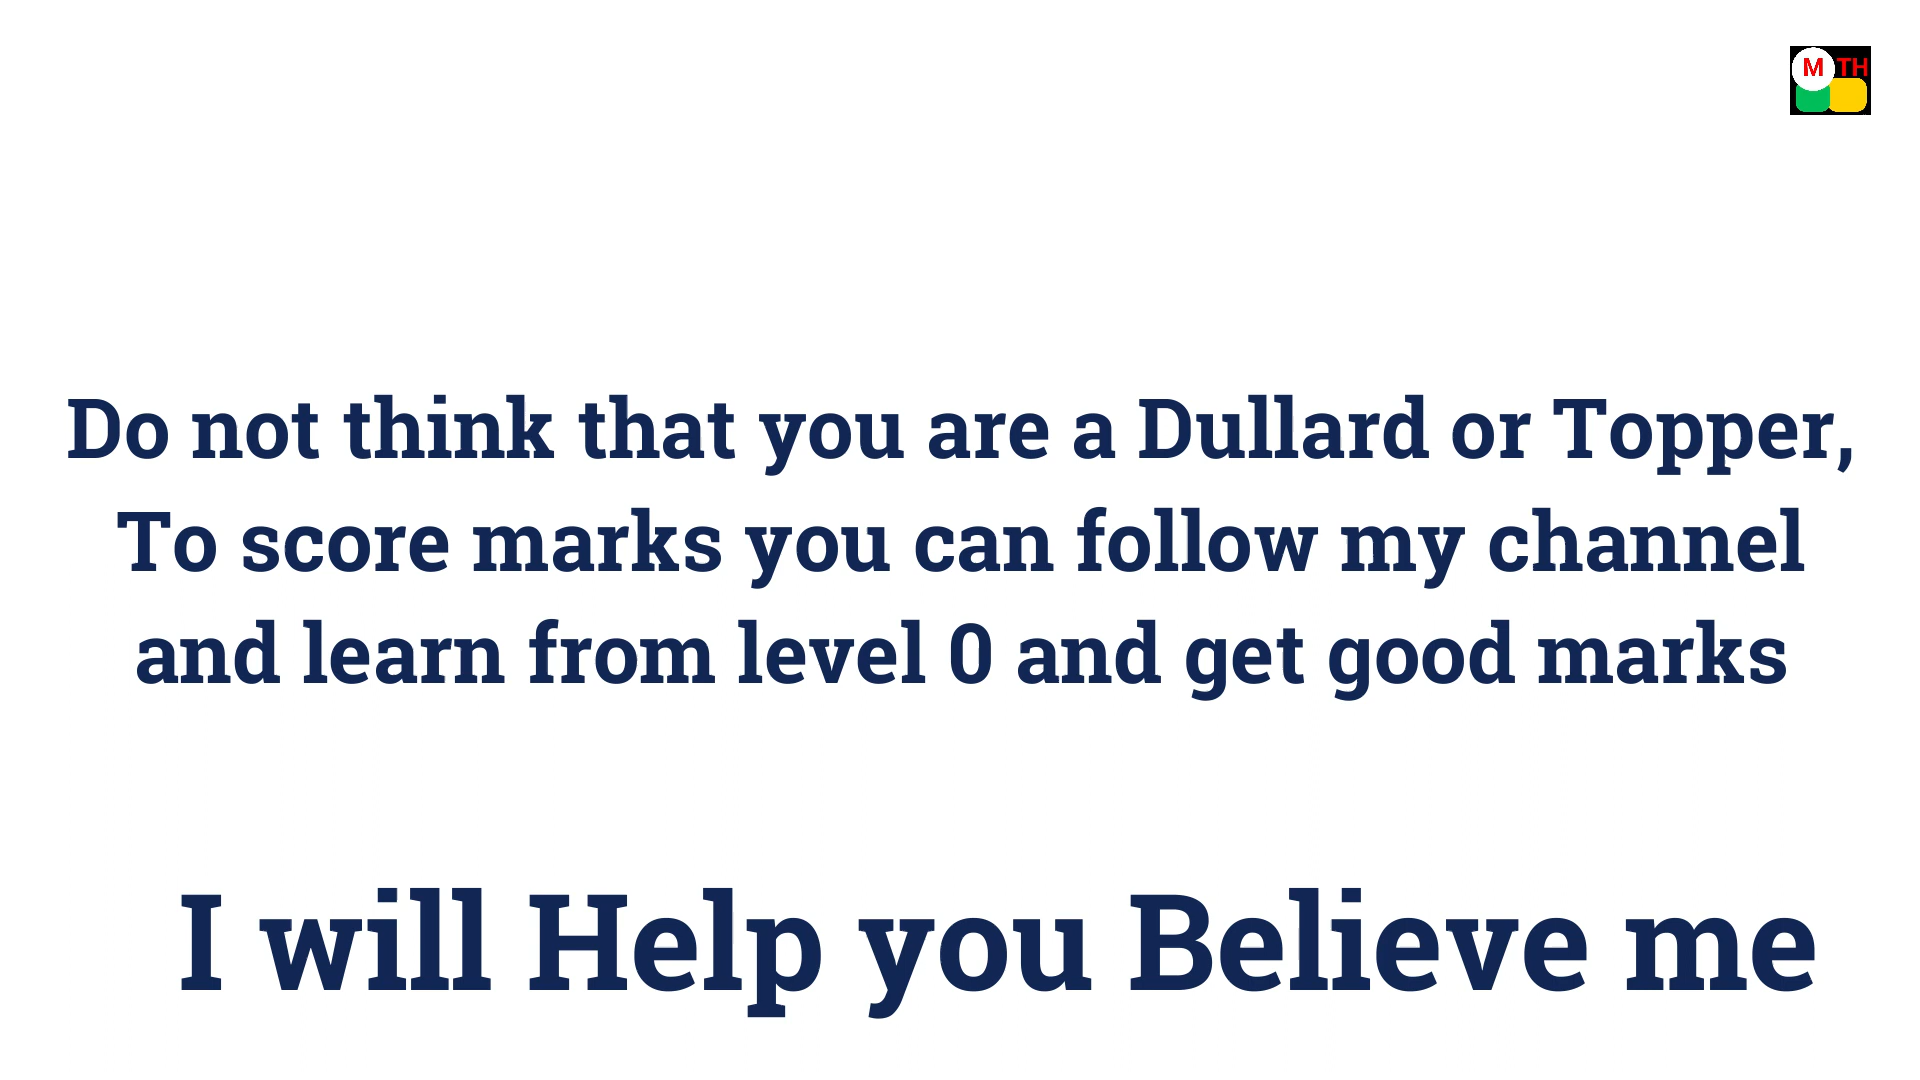 M TH
Do not think that you are a Dullard or Topper,
To score marks you can follow my channel
and learn from level 0 and get good marks
I will Help you Believe me